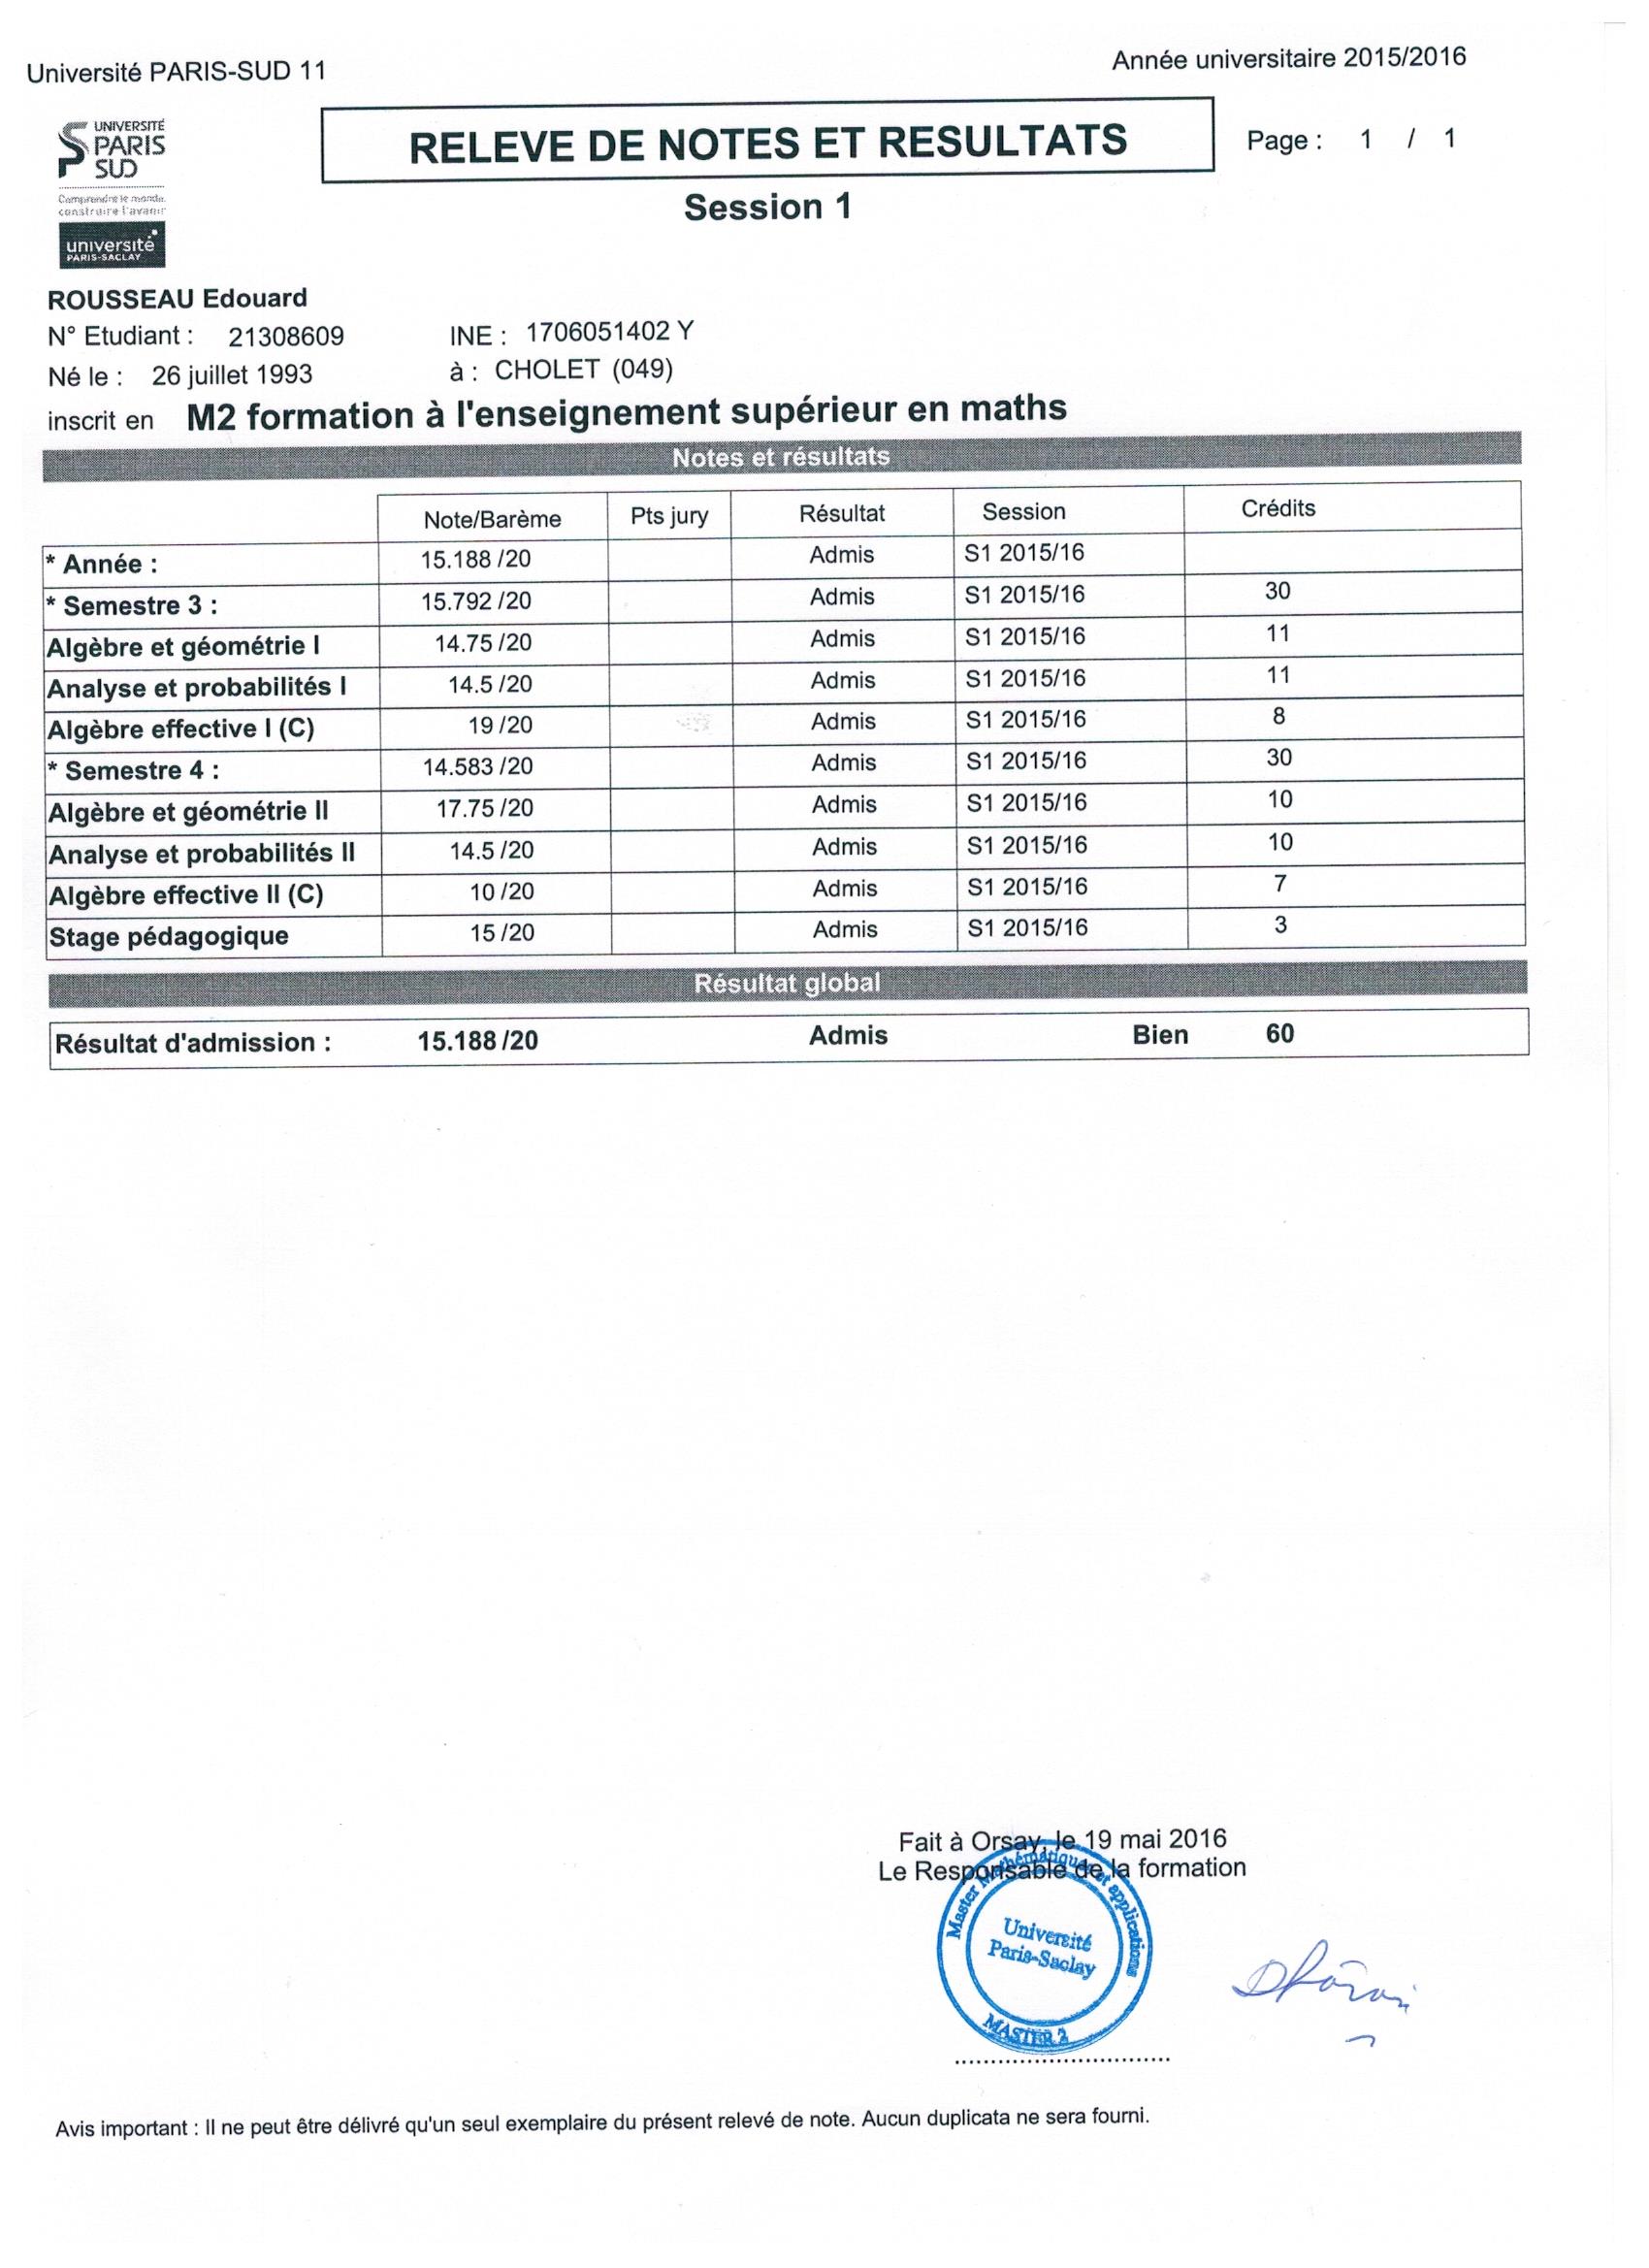 Université PARIS-SUD 11
Année universitaire 2015/2016
UNIVERSITÉ
PARIS
SUD
Comprendre le monde,
construire l'avenir
université
PARIS-SACLAY
RELEVE DE NOTES ET RESULTATS
Page : 1 / 1
Session 1
ROUSSEAU Edouard
N° Etudiant : 21308609 INE : 1706051402 Y
Né le : 26 juillet 1993 à : CHOLET (049)
inscrit en M2 formation à l'enseignement supérieur en maths
Notes et résultats
Note/Barème Pts jury Résultat Session Crédits
* Année : 15.188 /20 Admis S1 2015/16
* Semestre 3 : 15.792 /20 Admis S1 2015/16 30
Algèbre et géométrie I 14.75 /20 Admis S1 2015/16 11
Analyse et probabilités I 14.5 /20 Admis S1 2015/16 11
Algèbre effective I (C) 19 /20 Admis S1 2015/16 8
* Semestre 4 : 14.583 /20 Admis S1 2015/16 30
Algèbre et géométrie II 17.75 /20 Admis S1 2015/16 10
Analyse et probabilités II 14.5 /20 Admis S1 2015/16 10
Algèbre effective II (C) 10 /20 Admis S1 2015/16 7
Stage pédagogique 15 /20 Admis S1 2015/16 3
Résultat global
Résultat d'admission : 15.188 /20 Admis Bien 60
Fait à Orsay, le 19 mai 2016
Le Responsable de la formation
Master Mathématiques et applications
Université
Paris-Saclay
MASTER 2
Avis important : Il ne peut être délivré qu'un seul exemplaire du présent relevé de note. Aucun duplicata ne sera fourni.